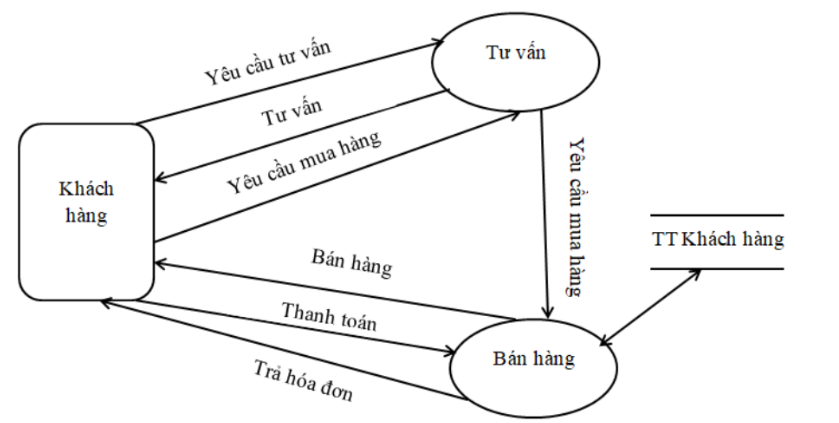 Yêu cầu tư vấn
Tư vấn
Tư vấn
Yêu cầu mua hàng
Khách
hàng
Yêu cầu mua hàng
TT Khách hàng
Bán hàng
Thanh toán
Bán hàng
Trả hóa đơn